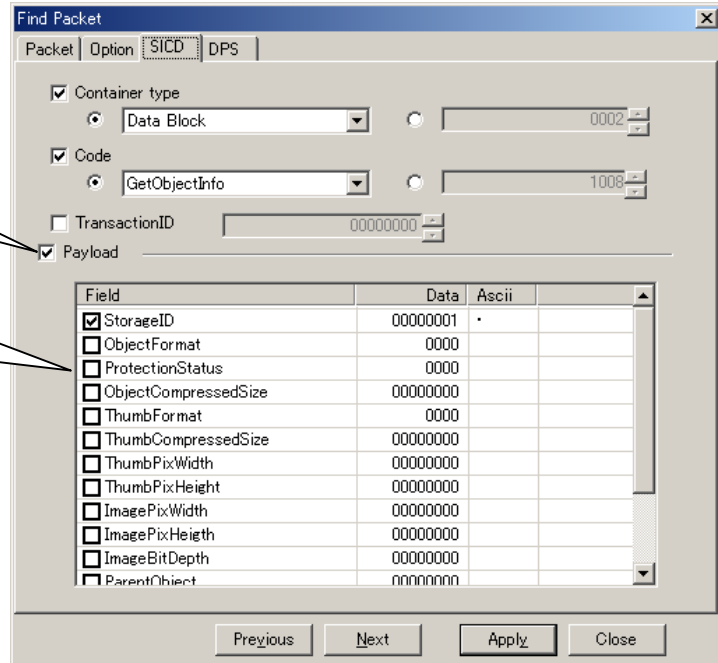 Find Packet
Packet Option SICD DPS
Container type
Data Block 0002
Code
GetObjectInfo 1008
TransactionID 00000000
Payload
Field Data Ascii
StorageID 00000001 ·
ObjectFormat 0000
ProtectionStatus 0000
ObjectCompressedSize 00000000
ThumbFormat 0000
ThumbCompressedSize 00000000
ThumbPixWidth 00000000
ThumbPixHeight 00000000
ImagePixWidth 00000000
ImagePixHeigth 00000000
ImageBitDepth 00000000
ParentObject 00000000
Previous Next Apply Close